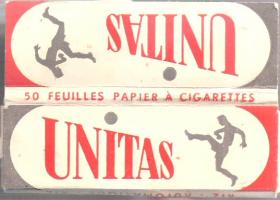 UNITAS
50 FEUILLES PAPIER À CIGARETTES
UNITAS